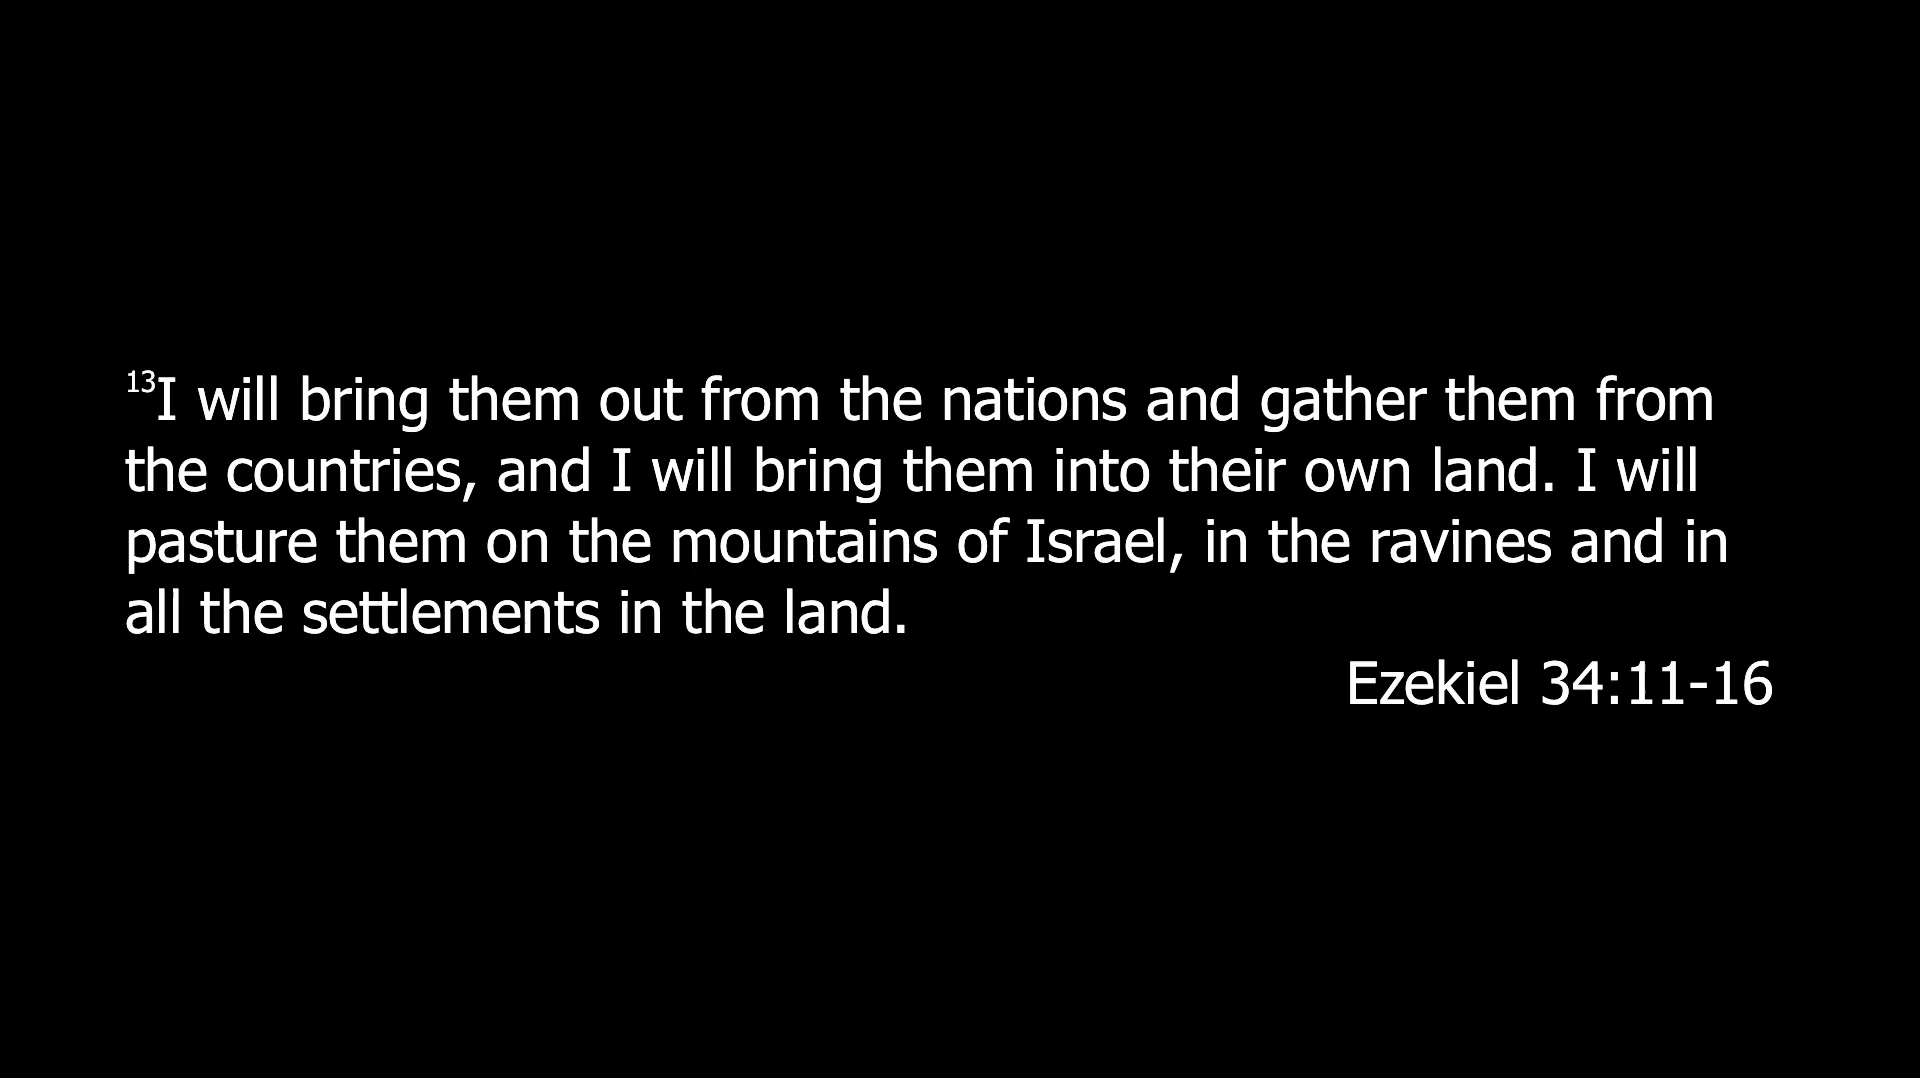 13I will bring them out from the nations and gather them from
the countries, and I will bring them into their own land. I will
pasture them on the mountains of Israel, in the ravines and in
all the settlements in the land.
Ezekiel 34:11-16